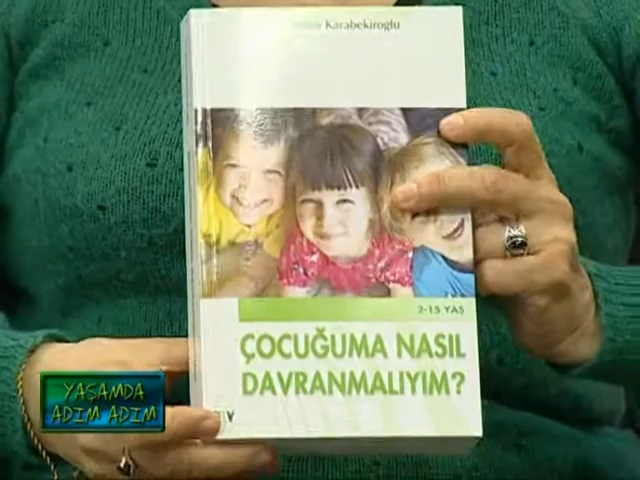 Karabekiroğlu
2-15 YAŞ
ÇOCUĞUMA NASIL
DAVRANMALIYIM?
YAŞAMDA
ADIM ADIM